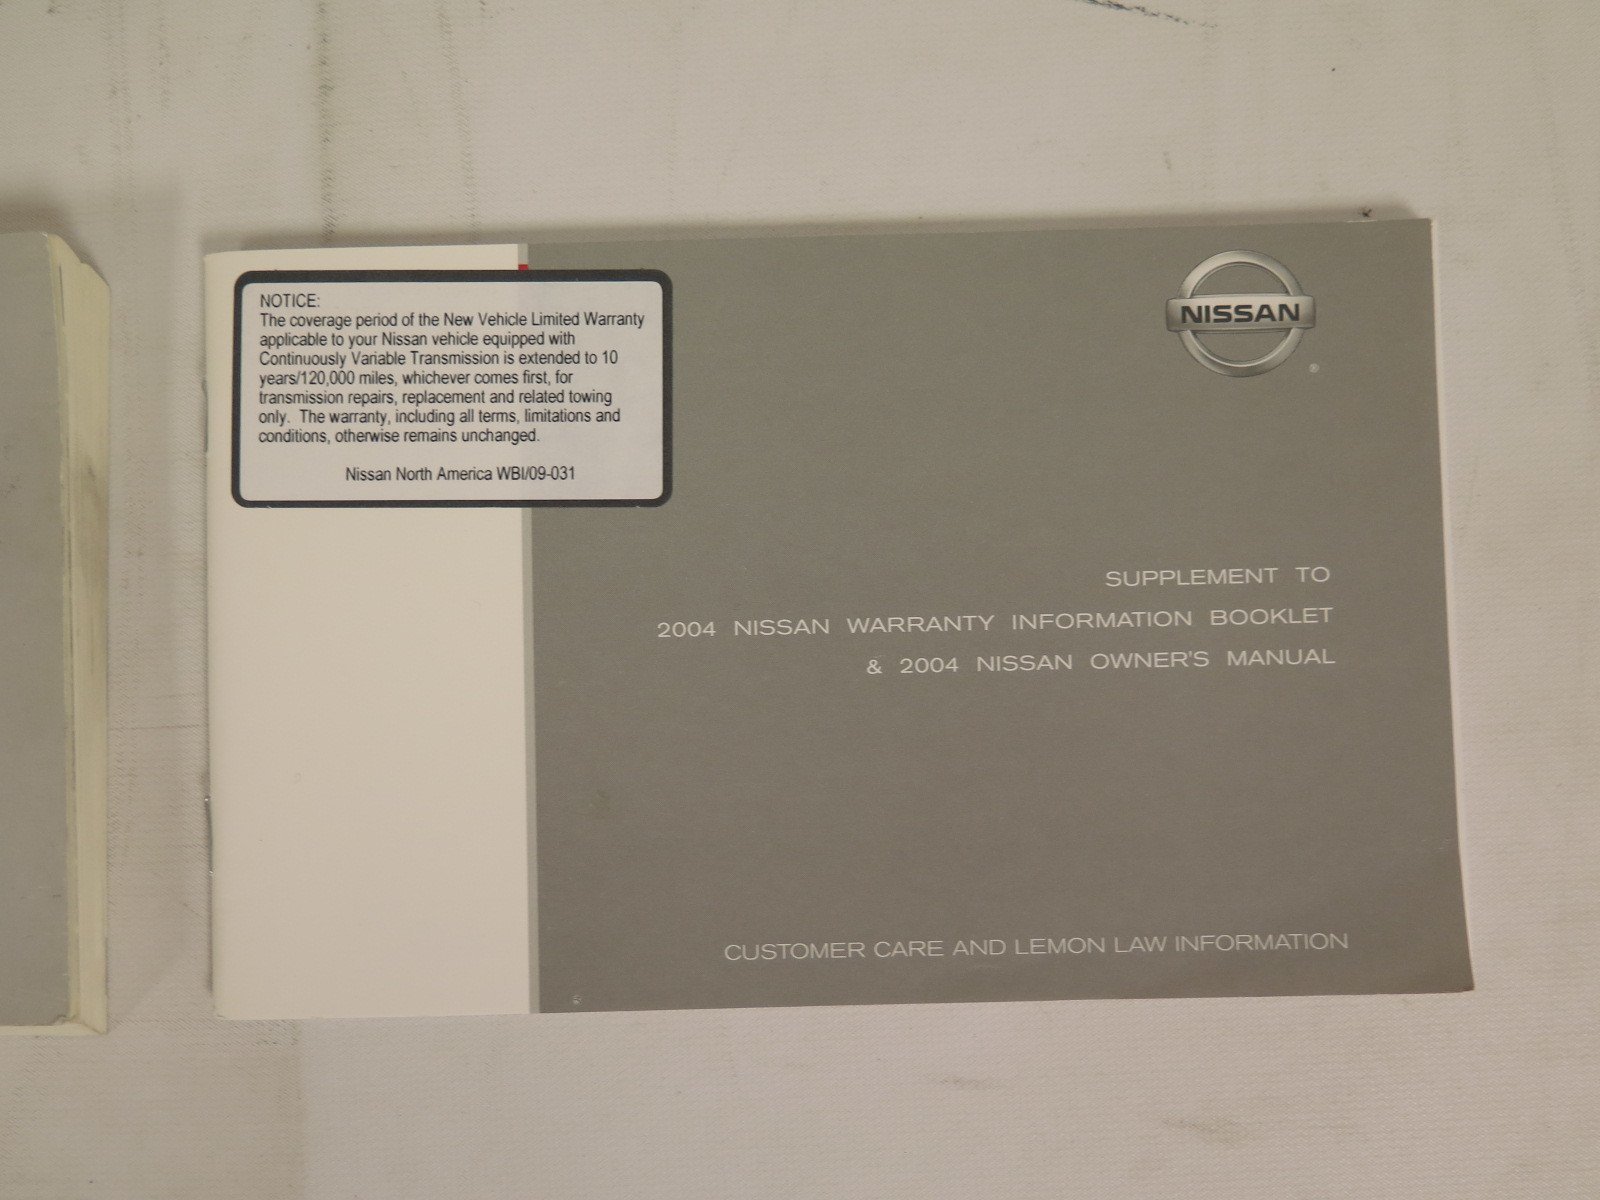 NOTICE:
The coverage period of the New Vehicle Limited Warranty
applicable to your Nissan vehicle equipped with
Continuously Variable Transmission is extended to 10
years/120,000 miles, whichever comes first, for
transmission repairs, replacement and related towing
only. The warranty, including all terms, limitations and
conditions, otherwise remains unchanged.
Nissan North America WBI/09-031
NISSAN
®
SUPPLEMENT TO
2004 NISSAN WARRANTY INFORMATION BOOKLET
& 2004 NISSAN OWNER'S MANUAL
CUSTOMER CARE AND LEMON LAW INFORMATION